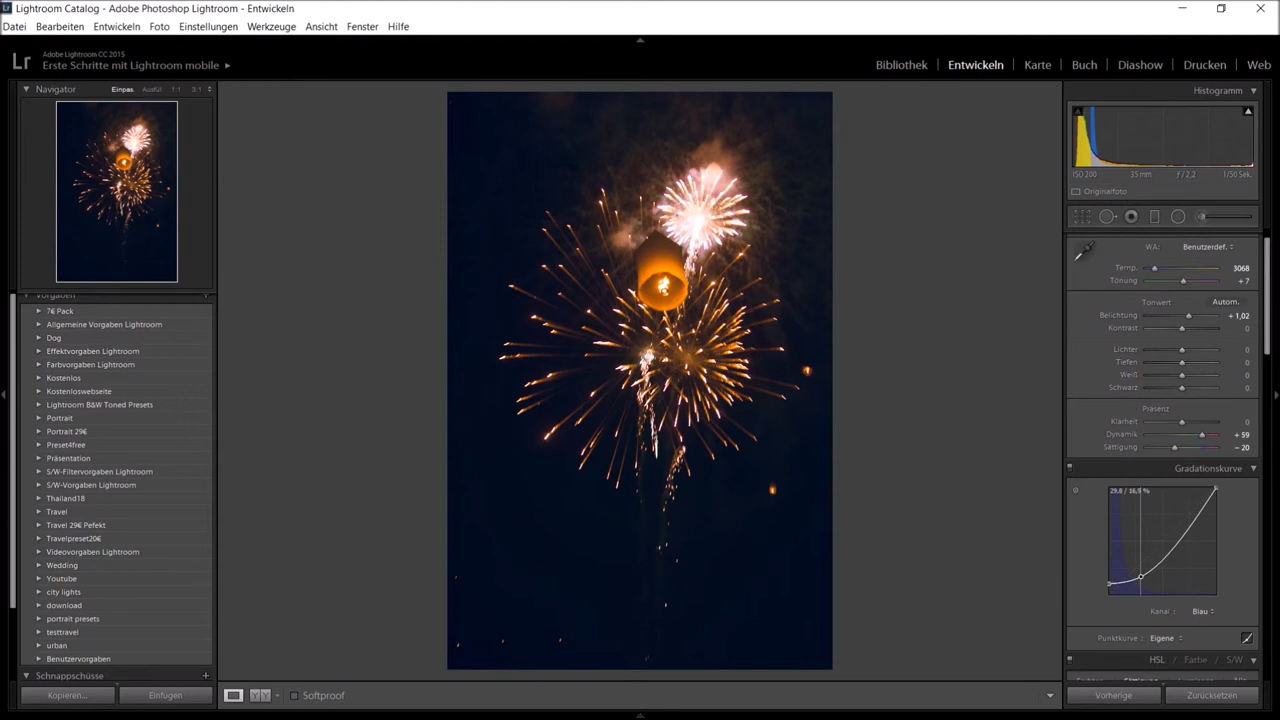 Lightroom Catalog - Adobe Photoshop Lightroom - Entwickeln
Datei Bearbeiten Entwickeln Foto Einstellungen Werkzeuge Ansicht Fenster Hilfe
Lr
Adobe Lightroom CC 2015
Erste Schritte mit Lightroom mobile
Bibliothek Entwickeln Karte Buch Diashow Drucken Web
Navigator Einpas. Ausfül. 1:1 3:1
Vorgaben
7€ Pack
Allgemeine Vorgaben Lightroom
Dog
Effektvorgaben Lightroom
Farbvorgaben Lightroom
Kostenlos
Kostenloswebseite
Lightroom B&W Toned Presets
Portrait
Portrait 29€
Preset4free
Präsentation
S/W-Filtervorgaben Lightroom
S/W-Vorgaben Lightroom
Thailand18
Travel
Travel 29€ Pefekt
Travelpreset20€
Videovorgaben Lightroom
Wedding
Youtube
city lights
download
portrait presets
testtravel
urban
Benutzervorgaben
Schnappschüsse
Kopieren... Einfügen
Softproof
Histogramm
ISO 200 35 mm ƒ / 2,2 1/50 Sek.
Originalfoto
WA: Benutzerdef.
Temp. 3068
Tönung + 7
Tonwert Autom.
Belichtung + 1,02
Kontrast 0
Lichter 0
Tiefen 0
Weiß 0
Schwarz 0
Präsenz
Klarheit 0
Dynamik + 59
Sättigung – 20
Gradationskurve
29,8 / 16,9 %
Kanal : Blau
Punktkurve : Eigene
HSL / Farbe / S/W
Vorherige Zurücksetzen